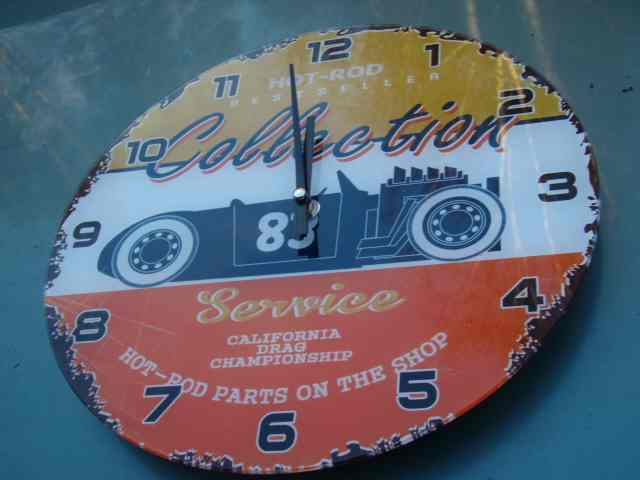 12
1
2
3
4
5
6
7
8
9
10
11
HOT-ROD
BESTSELLER
Collection
83
Service
CALIFORNIA
DRAG
CHAMPIONSHIP
HOT-ROD PARTS ON THE SHOP